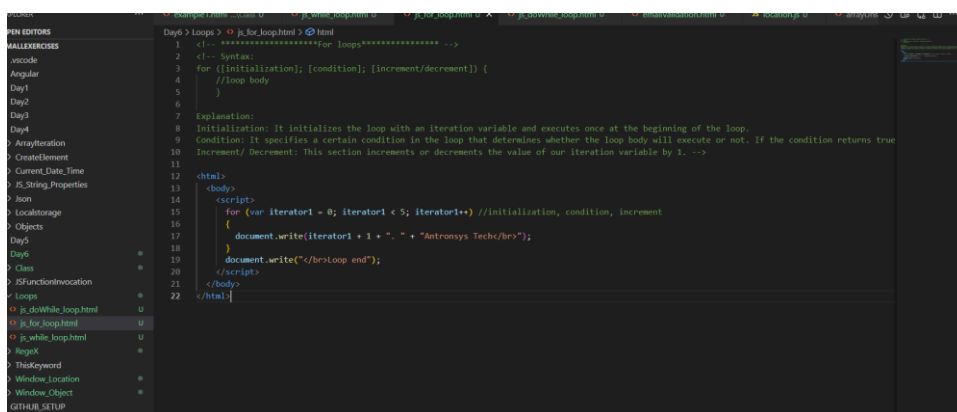 example1.html ...\Class U js_while_loop.html U js_for_loop.html U X js_doWhile_loop.html U emailValidation.html U location.js U
PEN EDITORS
MALLEXERCISES
.vscode
Angular
Day1
Day2
Day3
Day4
> ArrayIteration
> CreateElement
> Current_Date_Time
> JS_String_Properties
> Json
> Localstorage
> Objects
Day5
Day6
> Class
> JSFunctionInvocation
Loops
js_doWhile_loop.html U
js_for_loop.html U
js_while_loop.html U
> RegeX
> ThisKeyword
> Window_Location
> Window_Object
GITHUB_SETUP
Day6 > Loops > js_for_loop.html > html
1 <!-- *********************For loops***************** -->
2 <!-- Syntax:
3 for ([initialization]; [condition]; [increment/decrement]) {
4 //loop body
5 }
6
7 Explanation:
8 Initialization: It initializes the loop with an iteration variable and executes once at the beginning of the loop.
9 Condition: It specifies a certain condition in the loop that determines whether the loop body will execute or not. If the condition returns true
10 Increment/ Decrement: This section increments or decrements the value of our iteration variable by 1. -->
11
12 <html>
13 <body>
14 <script>
15 for (var iterator1 = 0; iterator1 < 5; iterator1++) //initialization, condition, increment
16 {
17 document.write(iterator1 + 1 + ". " + "Antronsys Tech</br>");
18 }
19 document.write("</br>Loop end");
20 </script>
21 </body>
22 </html>